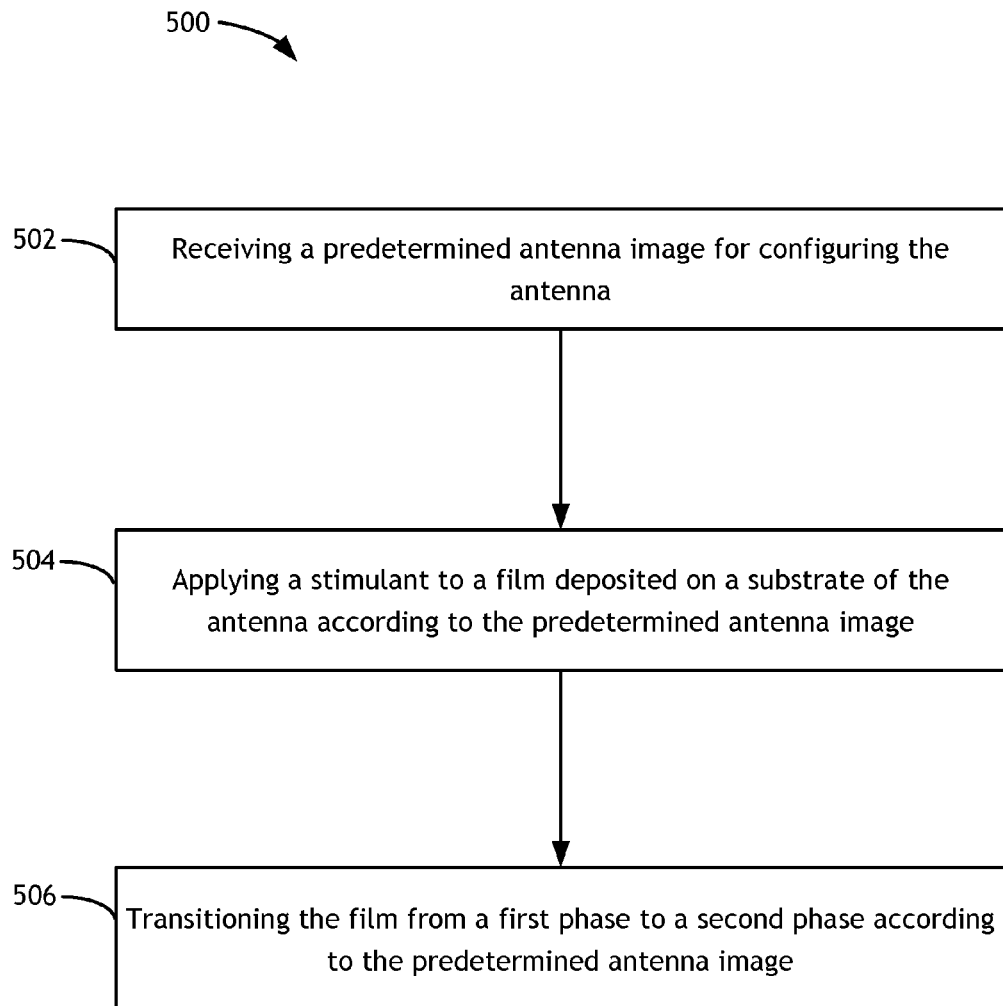 500
502
Receiving a predetermined antenna image for configuring the
antenna
504
Applying a stimulant to a film deposited on a substrate of the
antenna according to the predetermined antenna image
506
Transitioning the film from a first phase to a second phase according
to the predetermined antenna image